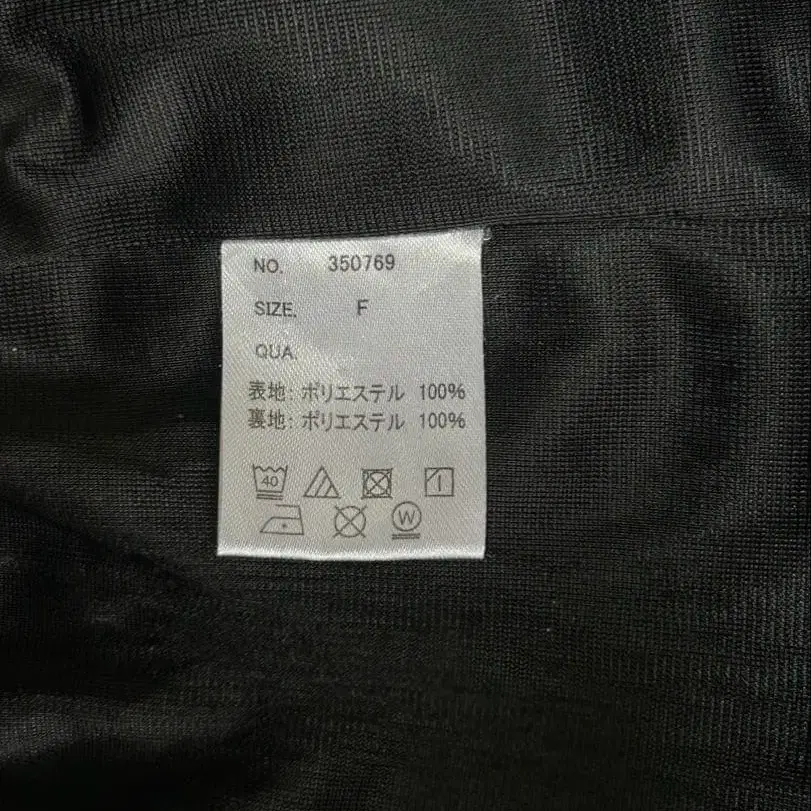 NO. 350769
SIZE. F
QUA.
表地: ポリエステル 100%
裏地: ポリエステル 100%
40
W